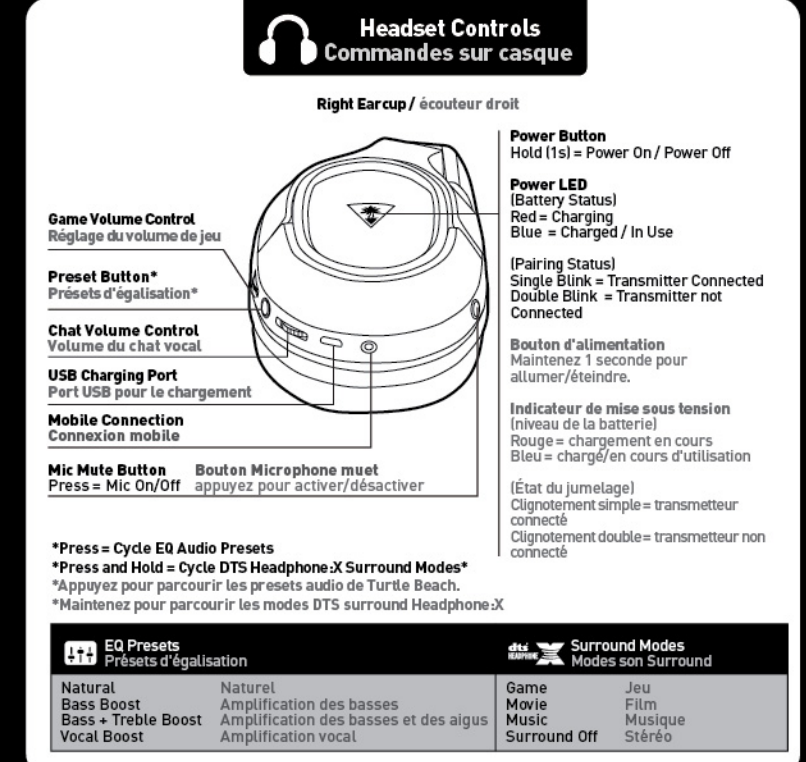 Headset Controls
Commandes sur casque
Right Earcup / écouteur droit
Game Volume Control
Réglage du volume de jeu
Preset Button*
Présets d'égalisation*
Chat Volume Control
Volume du chat vocal
USB Charging Port
Port USB pour le chargement
Mobile Connection
Connexion mobile
Mic Mute Button Bouton Microphone muet
Press = Mic On/Off appuyez pour activer/désactiver
Power Button
Hold (1s) = Power On / Power Off
Power LED
(Battery Status)
Red = Charging
Blue = Charged / In Use
(Pairing Status)
Single Blink = Transmitter Connected
Double Blink = Transmitter not
Connected
Bouton d'alimentation
Maintenez 1 seconde pour
allumer/éteindre.
Indicateur de mise sous tension
(niveau de la batterie)
Rouge = chargement en cours
Bleu = chargé/en cours d'utilisation
(État du jumelage)
Clignotement simple = transmetteur
connecté
Clignotement double = transmetteur non
connecté
*Press = Cycle EQ Audio Presets
*Press and Hold = Cycle DTS Headphone:X Surround Modes*
*Appuyez pour parcourir les presets audio de Turtle Beach.
*Maintenez pour parcourir les modes DTS surround Headphone:X
EQ Presets
Présets d'égalisation
Natural Naturel
Bass Boost Amplification des basses
Bass + Treble Boost Amplification des basses et des aigus
Vocal Boost Amplification vocal
dts HEADPHONE X
Surround Modes
Modes son Surround
Game Jeu
Movie Film
Music Musique
Surround Off Stéréo